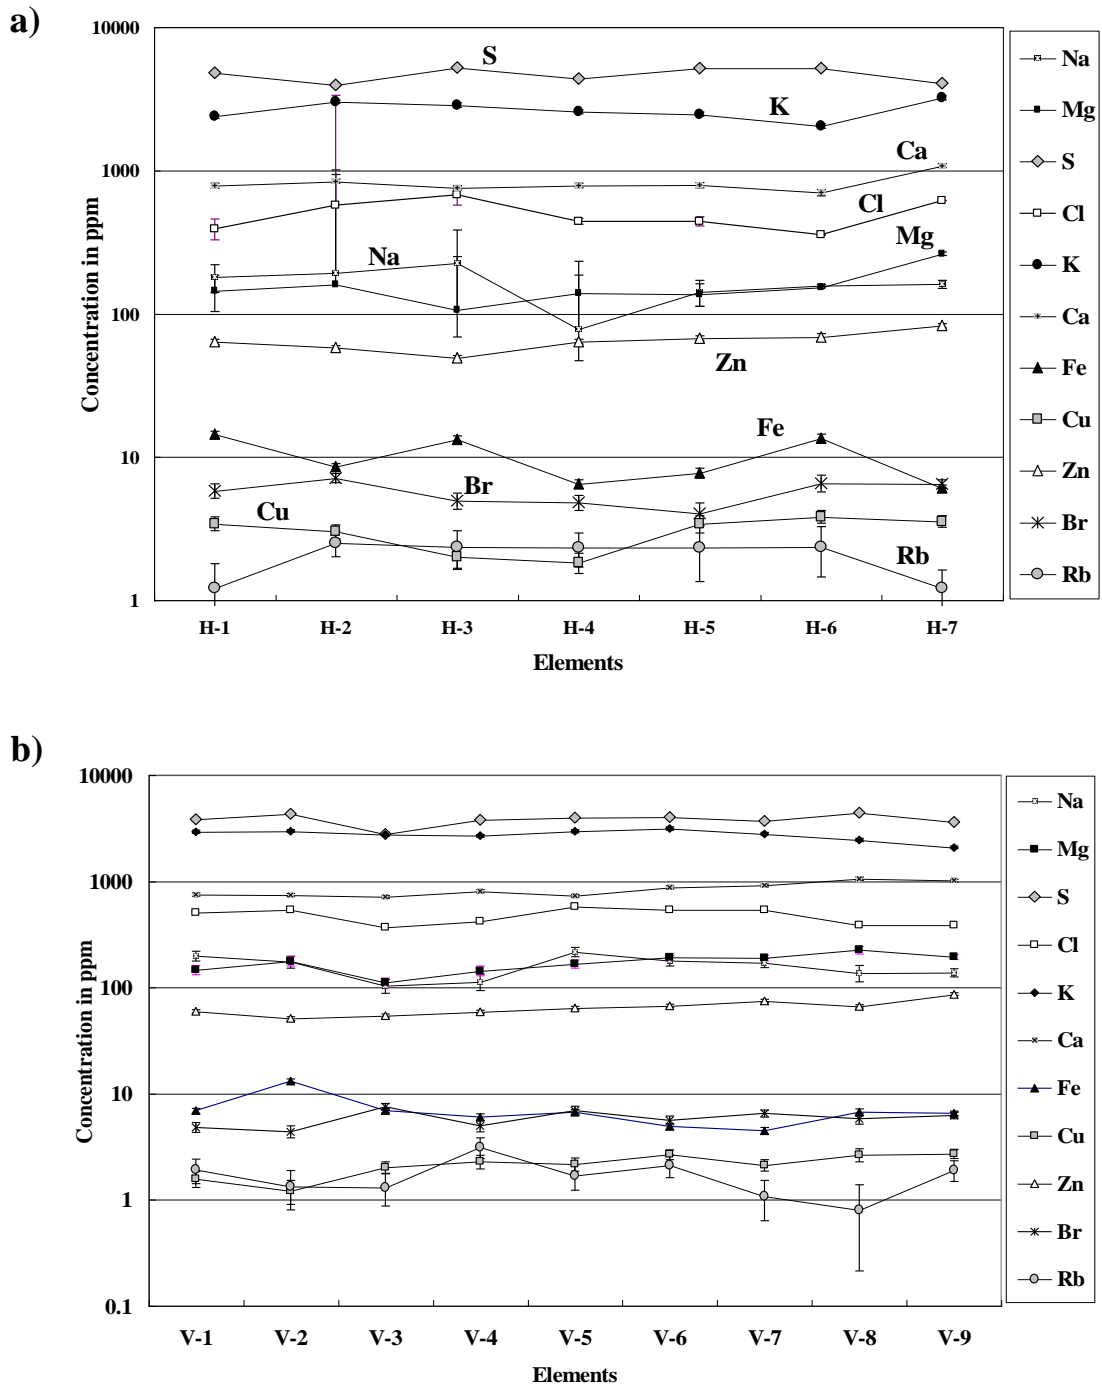 a)
10000
1000
100
10
1
Concentration in ppm
S
K
Ca
Cl
Mg
Na
Zn
Fe
Br
Cu
Rb
H-1 H-2 H-3 H-4 H-5 H-6 H-7
Elements
Na
Mg
S
Cl
K
Ca
Fe
Cu
Zn
Br
Rb
b)
10000
1000
100
10
1
0.1
Concentration in ppm
V-1 V-2 V-3 V-4 V-5 V-6 V-7 V-8 V-9
Elements
Na
Mg
S
Cl
K
Ca
Fe
Cu
Zn
Br
Rb